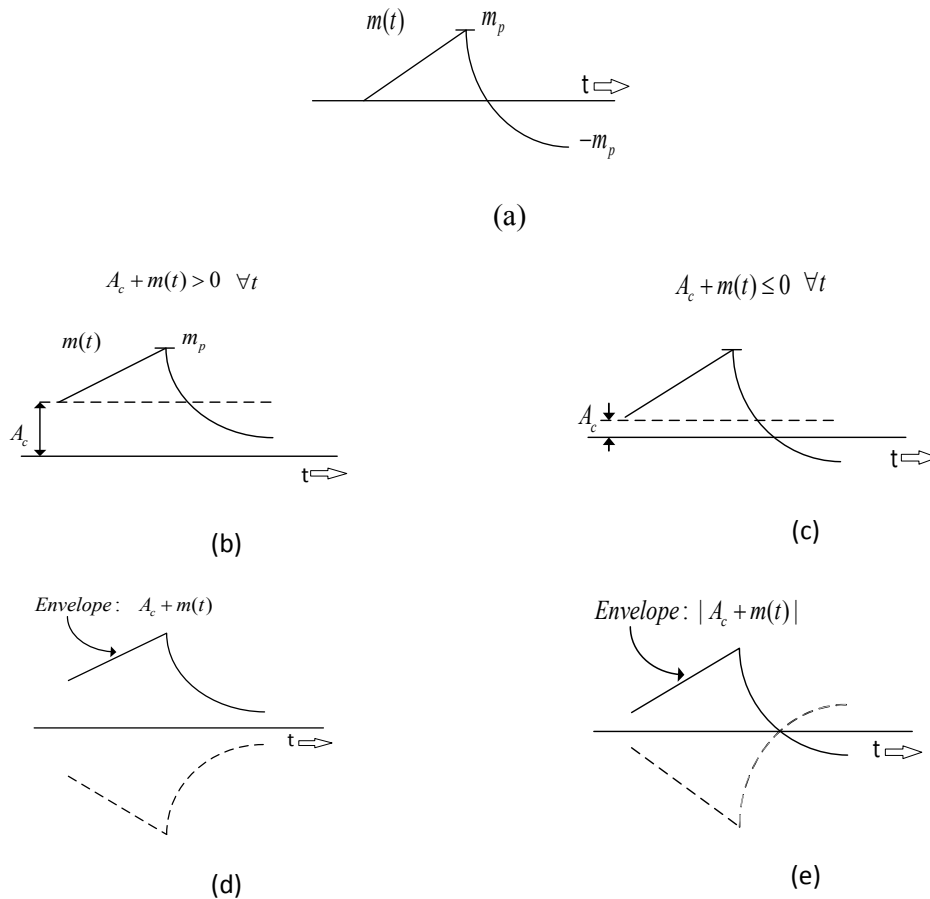 m(t) m_p
t
−m_p
(a)
A_c + m(t) > 0 ∀t
A_c + m(t) ≤ 0 ∀t
m(t) m_p
A_c
t
A_c
t
(b)
(c)
Envelope: A_c + m(t)
Envelope: | A_c + m(t) |
t
t
(d)
(e)